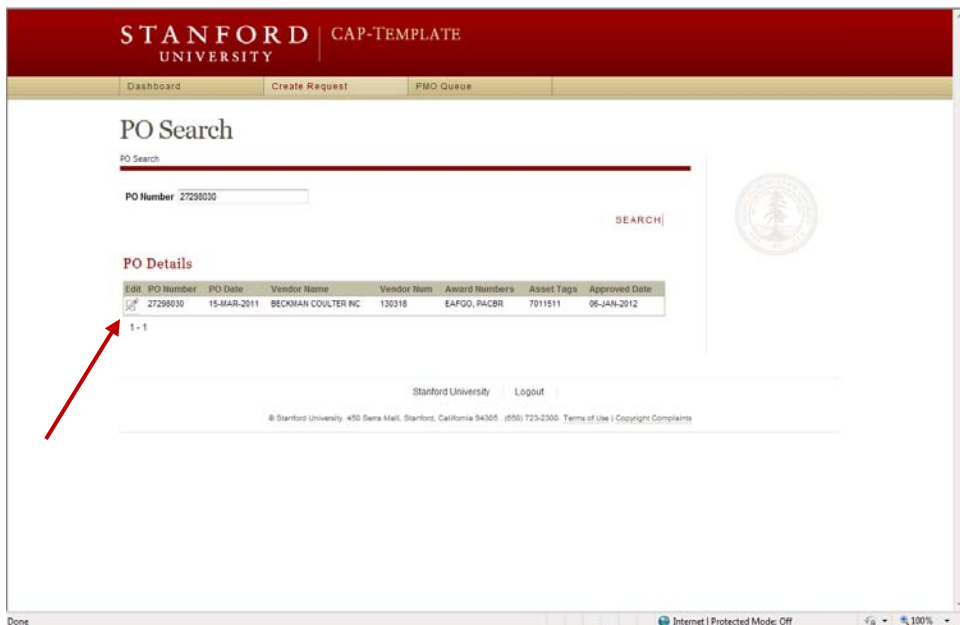 STANFORD CAP-TEMPLATE
UNIVERSITY
Dashboard Create Request PMO Queue
PO Search
PO Search
PO Number 27298030
SEARCH
PO Details
Edit PO Number PO Date Vendor Name Vendor Num Award Numbers Asset Tags Approved Date
27298030 15-MAR-2011 BECKMAN COULTER INC 130318 EAFGO, PACBR 7011511 06-JAN-2012
1 - 1
Stanford University Logout
© Stanford University. 450 Serra Mall, Stanford, California 94305. (650) 723-2300. Terms of Use | Copyright Complaints
Done Internet | Protected Mode: Off 100%